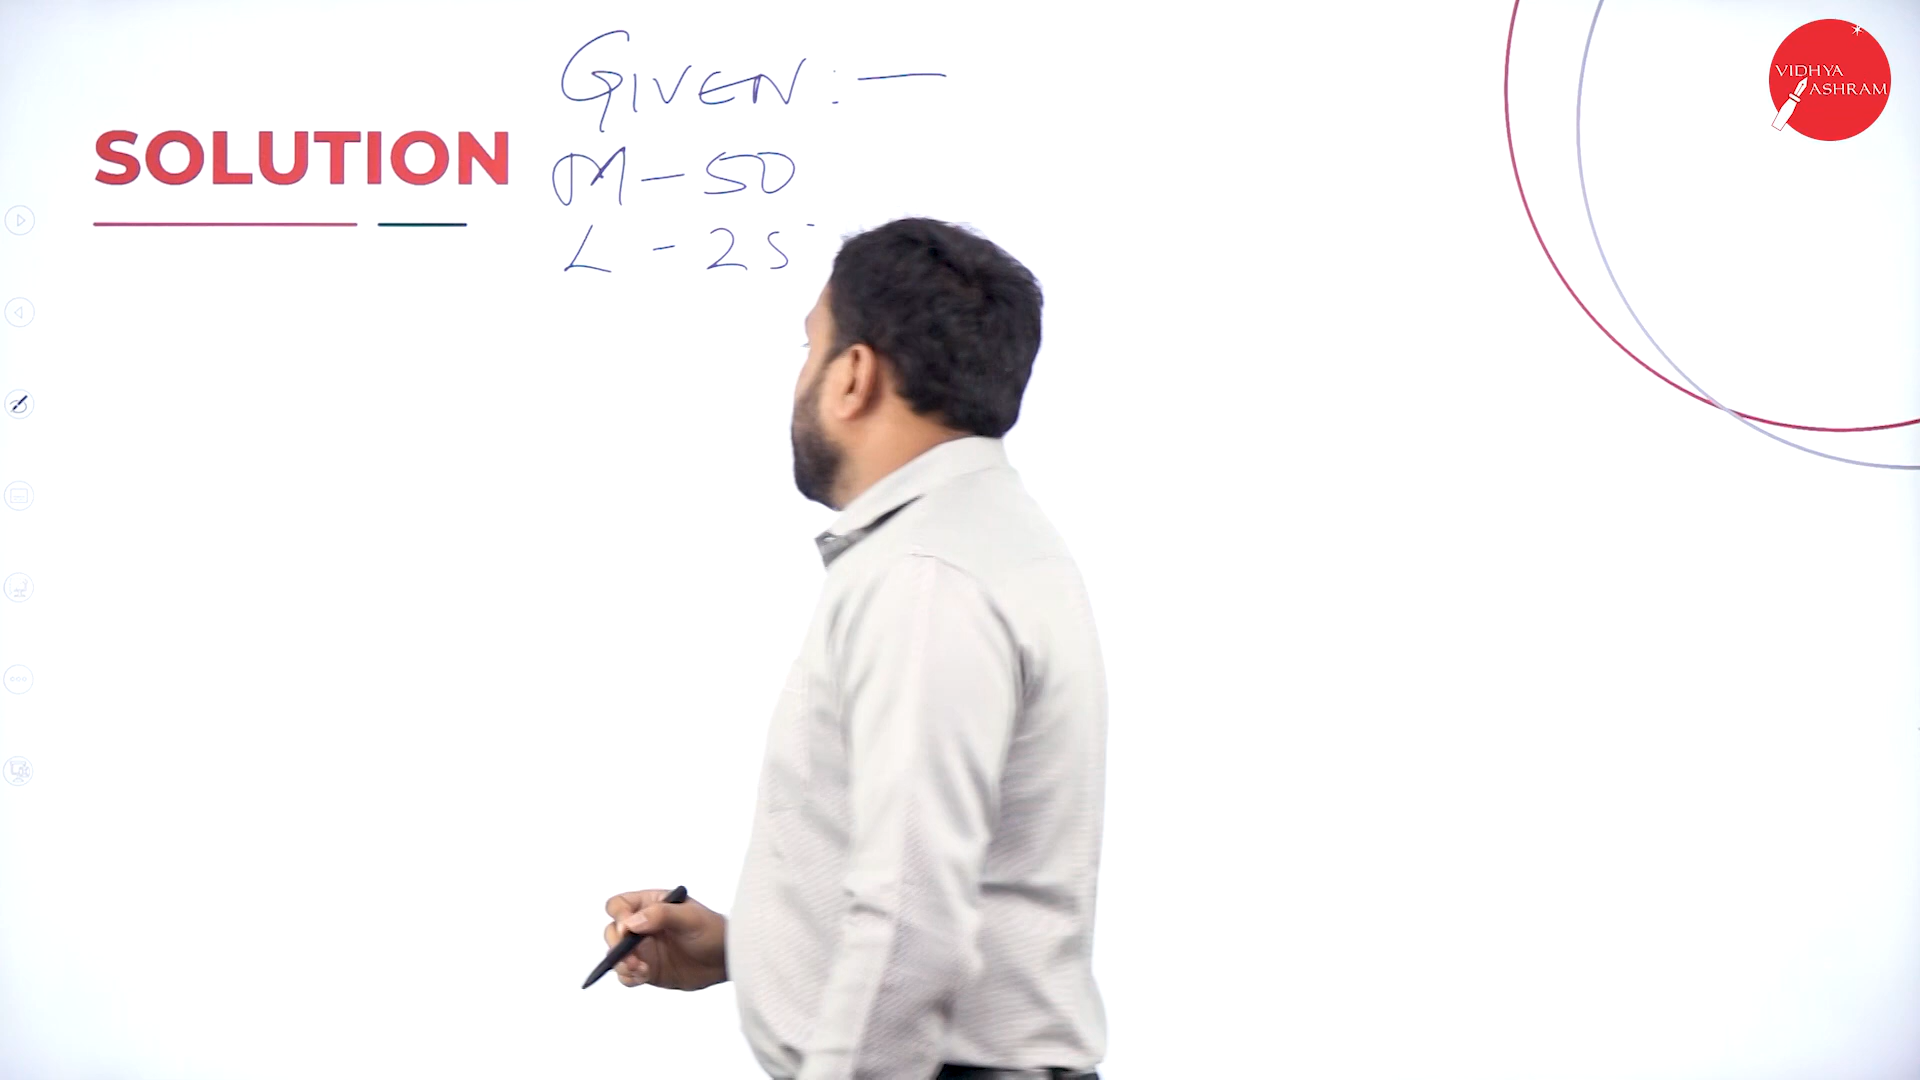 VIDHYA
ASHRAM
GIVEN : —
SOLUTION
M - 50
L - 25